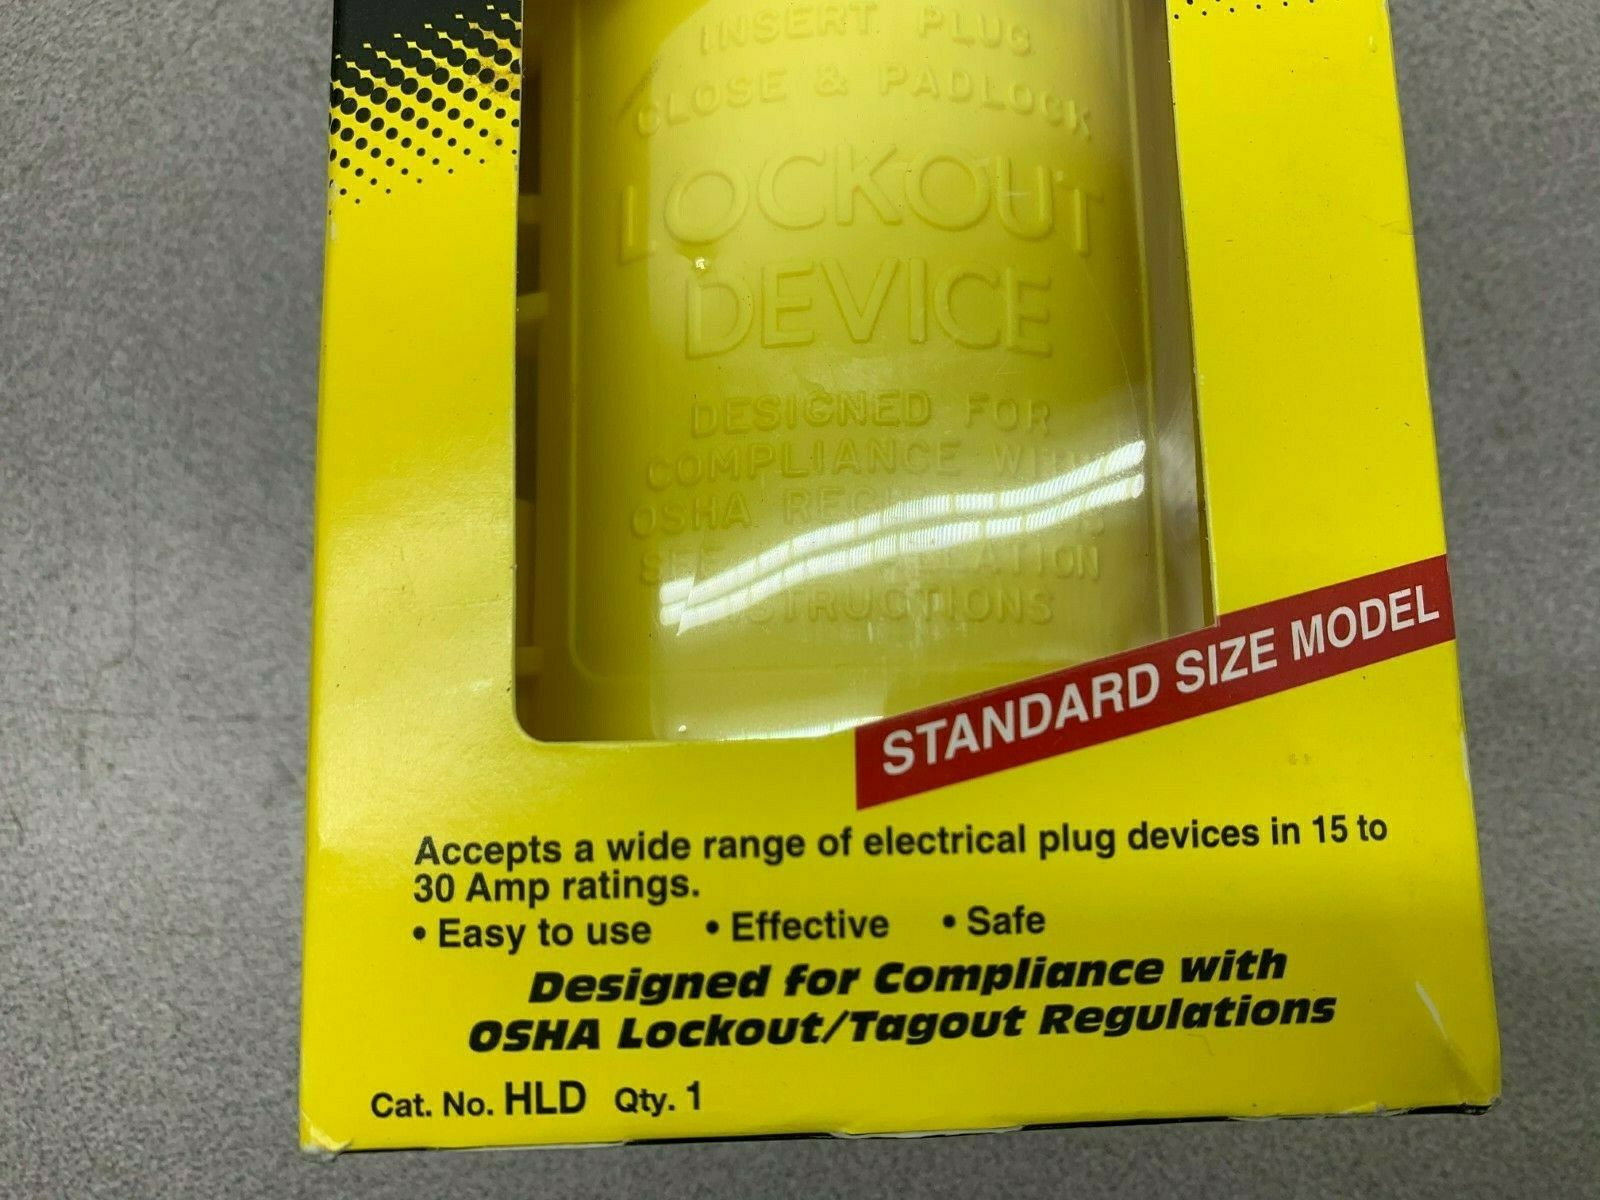 INSERT PLUG
CLOSE & PADLOCK
LOCKOUT
DEVICE
DESIGNED FOR
COMPLIANCE WITH
OSHA
INSTRUCTIONS
STANDARD SIZE MODEL
Accepts a wide range of electrical plug devices in 15 to
30 Amp ratings.
• Easy to use • Effective • Safe
Designed for Compliance with
OSHA Lockout/Tagout Regulations
Cat. No. HLD Qty. 1